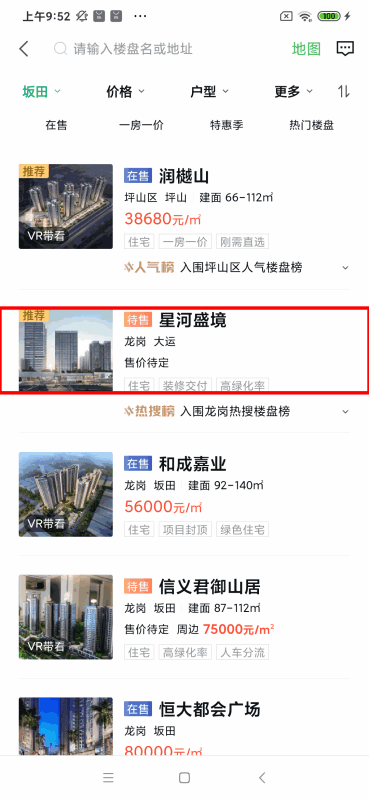 上午9:52 100
请输入楼盘名或地址 地图
坂田 价格 户型 更多
在售 一房一价 特惠季 热门楼盘
推荐 在售 润樾山
坪山区 坪山 建面 66-112㎡
38680元/㎡
VR带看
住宅 一房一价 刚需直选
人气榜 入围坪山区人气楼盘榜
推荐 待售 星河盛境
龙岗 大运
售价待定
住宅 装修交付 高绿化率
热搜榜 入围龙岗热搜楼盘榜
在售 和成嘉业
龙岗 坂田 建面 92-140㎡
56000元/㎡
VR带看
住宅 项目封顶 绿色住宅
待售 信义君御山居
龙岗 坂田 建面 87-112㎡
售价待定 周边 75000元/m²
VR带看
住宅 高绿化率 人车分流
在售 恒大都会广场
龙岗 坂田
80000元/㎡